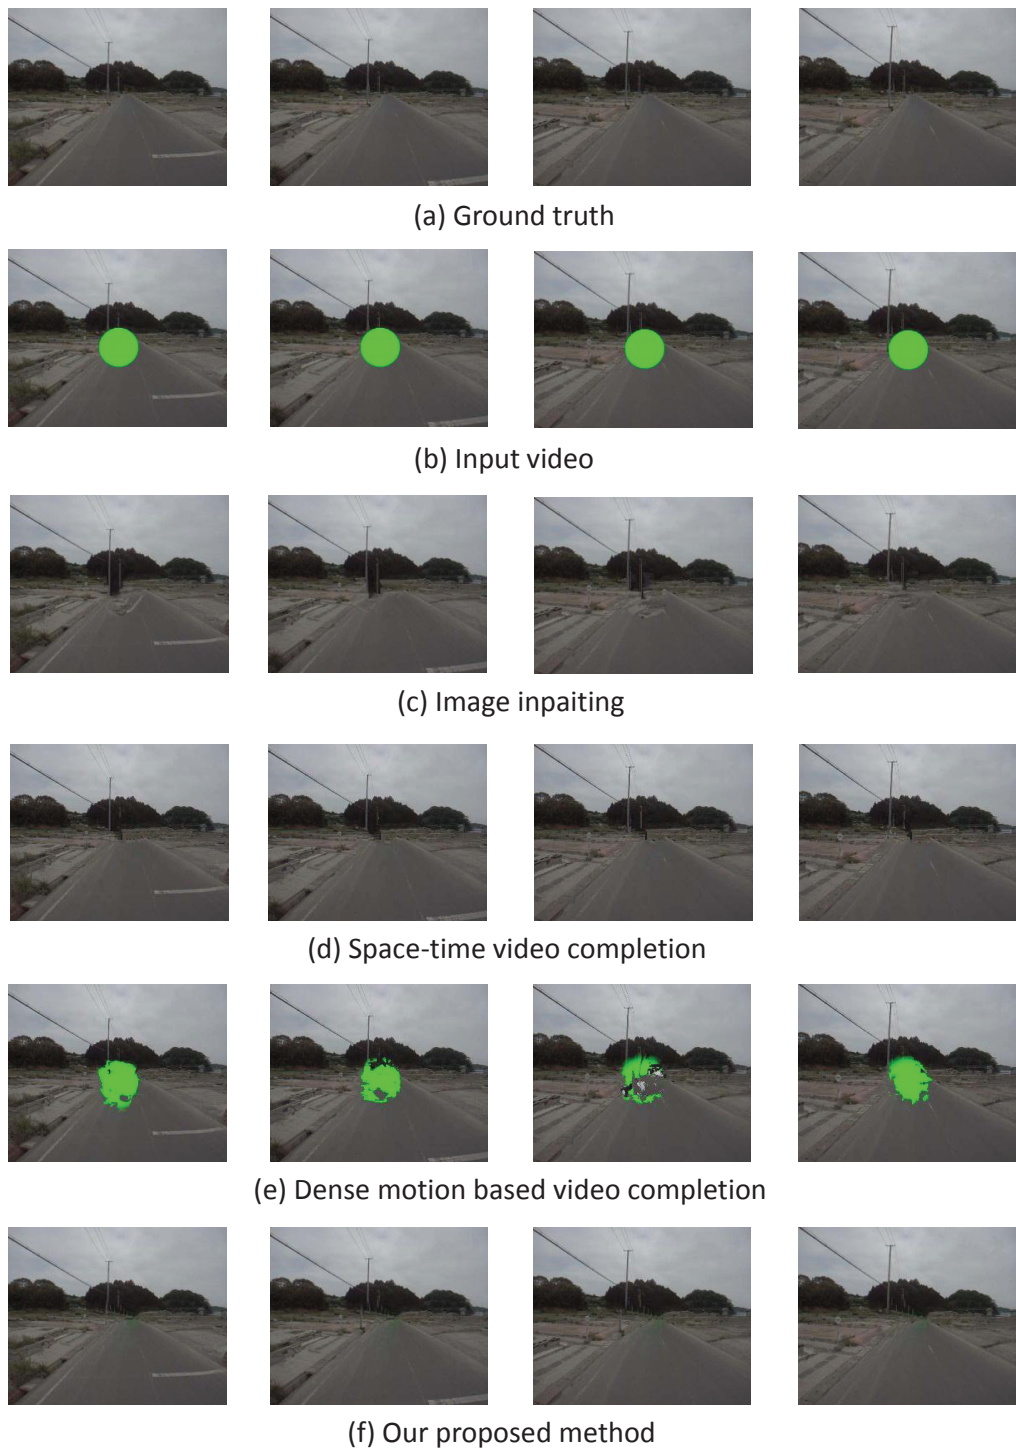 (a) Ground truth
(b) Input video
(c) Image inpaiting
(d) Space-time video completion
(e) Dense motion based video completion
(f) Our proposed method